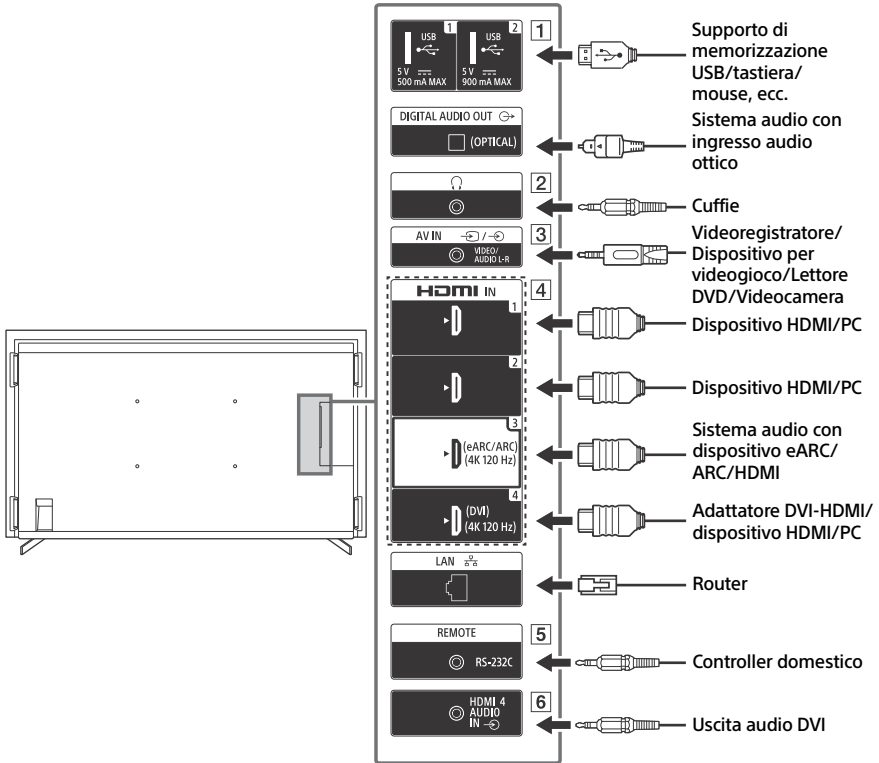 1
USB
5 V
500 mA MAX
2
USB
5 V
900 mA MAX
1
Supporto di
memorizzazione
USB/tastiera/
mouse, ecc.
DIGITAL AUDIO OUT
(OPTICAL)
Sistema audio con
ingresso audio
ottico
2
Cuffie
AV IN
/
VIDEO/
AUDIO L-R
3
Videoregistratore/
Dispositivo per
videogioco/Lettore
DVD/Videocamera
HDMI IN
4
1
Dispositivo HDMI/PC
2
Dispositivo HDMI/PC
3
(eARC/ARC)
(4K 120 Hz)
Sistema audio con
dispositivo eARC/
ARC/HDMI
4
(DVI)
(4K 120 Hz)
Adattatore DVI-HDMI/
dispositivo HDMI/PC
LAN
Router
REMOTE
5
RS-232C
Controller domestico
HDMI 4
AUDIO
IN
6
Uscita audio DVI